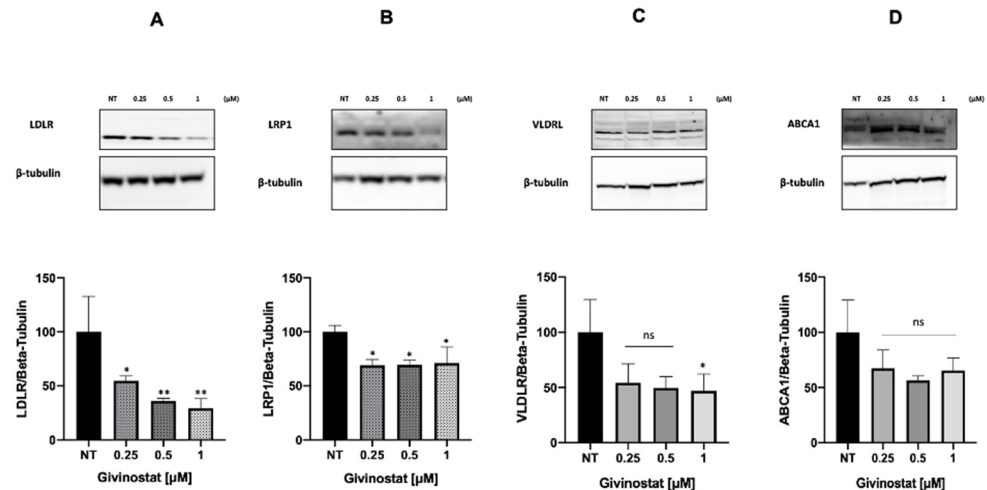 A
B
C
D
NT 0.25 0.5 1 (µM)
LDLR
β-tubulin
NT 0.25 0.5 1 (µM)
LRP1
β-tubulin
NT 0.25 0.5 1 (µM)
VLDRL
β-tubulin
NT 0.25 0.5 1 (µM)
ABCA1
β-tubulin
LDLR/Beta-Tubulin
150
100
50
0
*
**
**
NT 0.25 0.5 1
Givinostat [µM]
LRP1/Beta-Tubulin
150
100
50
0
*
*
*
NT 0.25 0.5 1
Givinostat [µM]
VLDLR/Beta-Tubulin
150
100
50
0
ns
*
NT 0.25 0.5 1
Givinostat [µM]
ABCA1/Beta-Tubulin
150
100
50
0
ns
NT 0.25 0.5 1
Givinostat [µM]